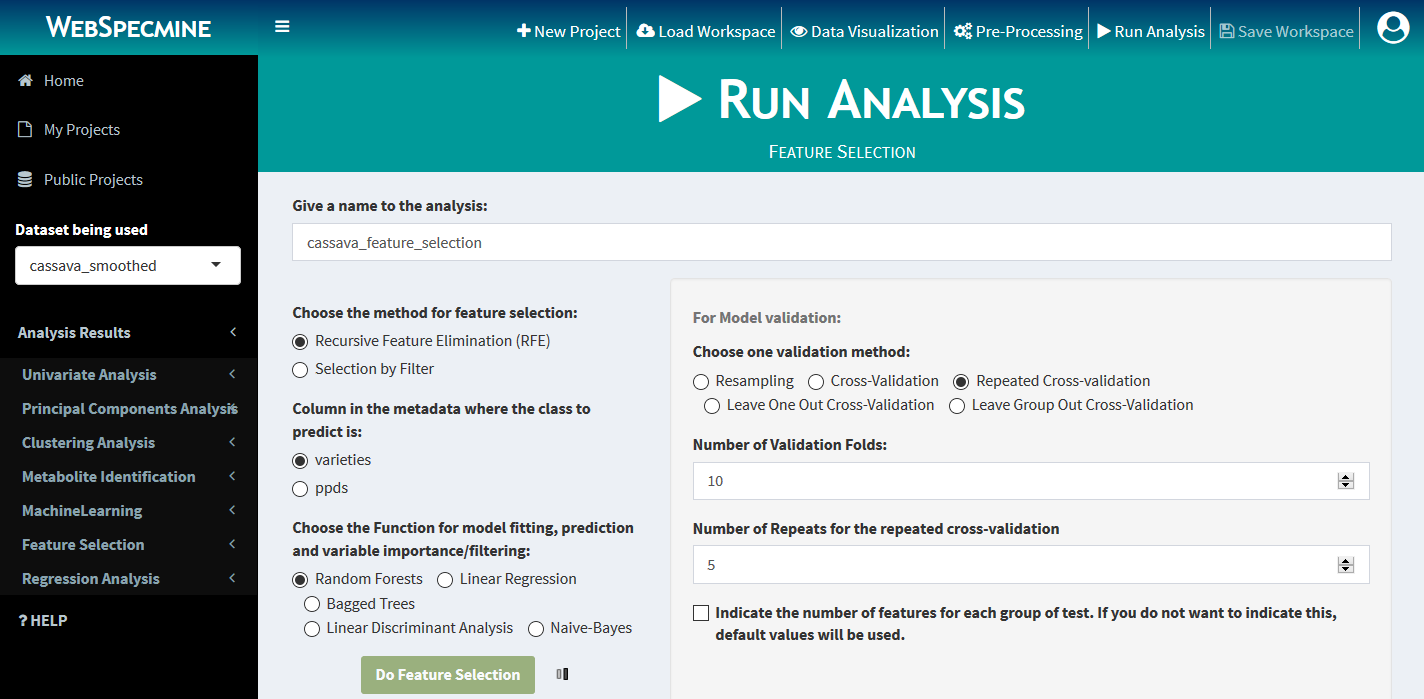 WebSpecmine
New Project
Load Workspace
Data Visualization
Pre-Processing
Run Analysis
Save Workspace
Home
My Projects
Public Projects
Dataset being used
cassava_smoothed
Analysis Results
Univariate Analysis
Principal Components Analysis
Clustering Analysis
Metabolite Identification
MachineLearning
Feature Selection
Regression Analysis
? HELP
Run Analysis
Feature Selection
Give a name to the analysis:
cassava_feature_selection
Choose the method for feature selection:
Recursive Feature Elimination (RFE)
Selection by Filter
Column in the metadata where the class to
predict is:
varieties
ppds
Choose the Function for model fitting, prediction
and variable importance/filtering:
Random Forests Linear Regression
Bagged Trees
Linear Discriminant Analysis Naive-Bayes
Do Feature Selection
For Model validation:
Choose one validation method:
Resampling Cross-Validation Repeated Cross-validation
Leave One Out Cross-Validation Leave Group Out Cross-Validation
Number of Validation Folds:
10
Number of Repeats for the repeated cross-validation
5
Indicate the number of features for each group of test. If you do not want to indicate this,
default values will be used.